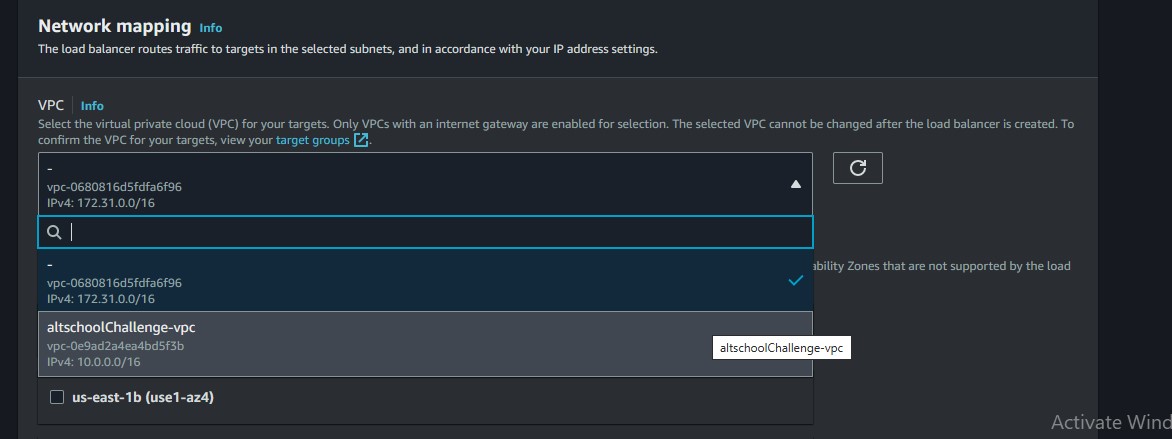 Network mapping Info
The load balancer routes traffic to targets in the selected subnets, and in accordance with your IP address settings.
VPC Info
Select the virtual private cloud (VPC) for your targets. Only VPCs with an internet gateway are enabled for selection. The selected VPC cannot be changed after the load balancer is created. To
confirm the VPC for your targets, view your target groups.
-
vpc-0680816d5fdfa6f96
IPv4: 172.31.0.0/16
-
vpc-0680816d5fdfa6f96
IPv4: 172.31.0.0/16
ability Zones that are not supported by the load
altschoolChallenge-vpc
vpc-0e9ad2a4ea4bd5f3b
IPv4: 10.0.0.0/16
altschoolChallenge-vpc
us-east-1b (use1-az4)
Activate Wind